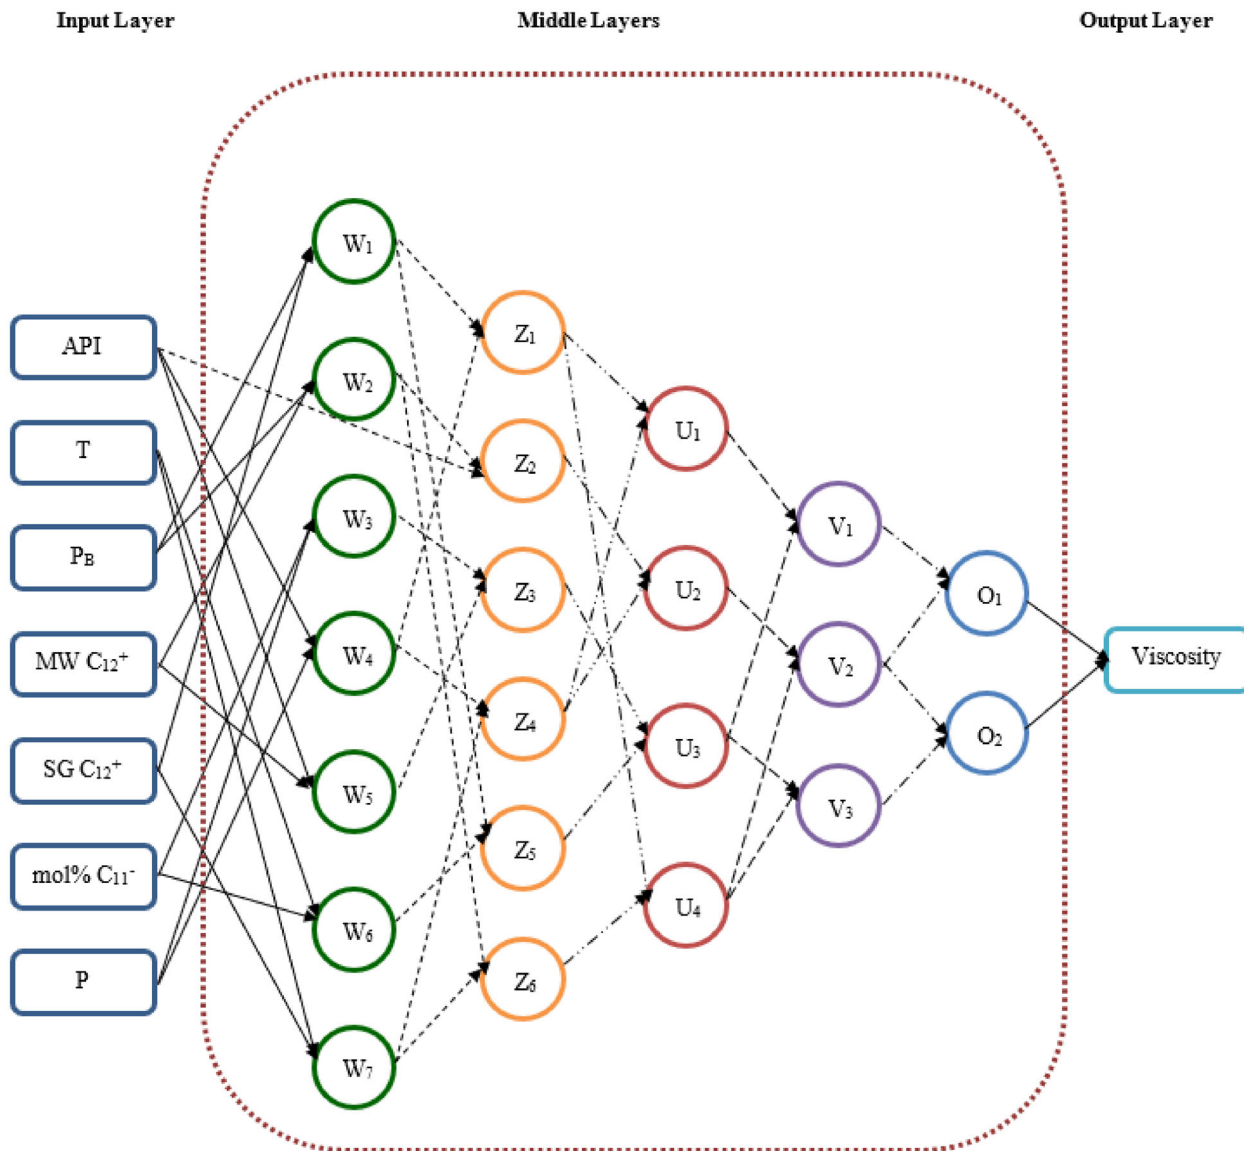 Input Layer Middle Layers Output Layer
W₁
Z₁
API
W₂
U₁
T
Z₂
W₃
V₁
P_B
Z₃
U₂
O₁
MW C₁₂⁺
W₄
V₂
Viscosity
Z₄
U₃
O₂
SG C₁₂⁺
W₅
V₃
Z₅
mol% C₁₁⁻
U₄
W₆
P
Z₆
W₇